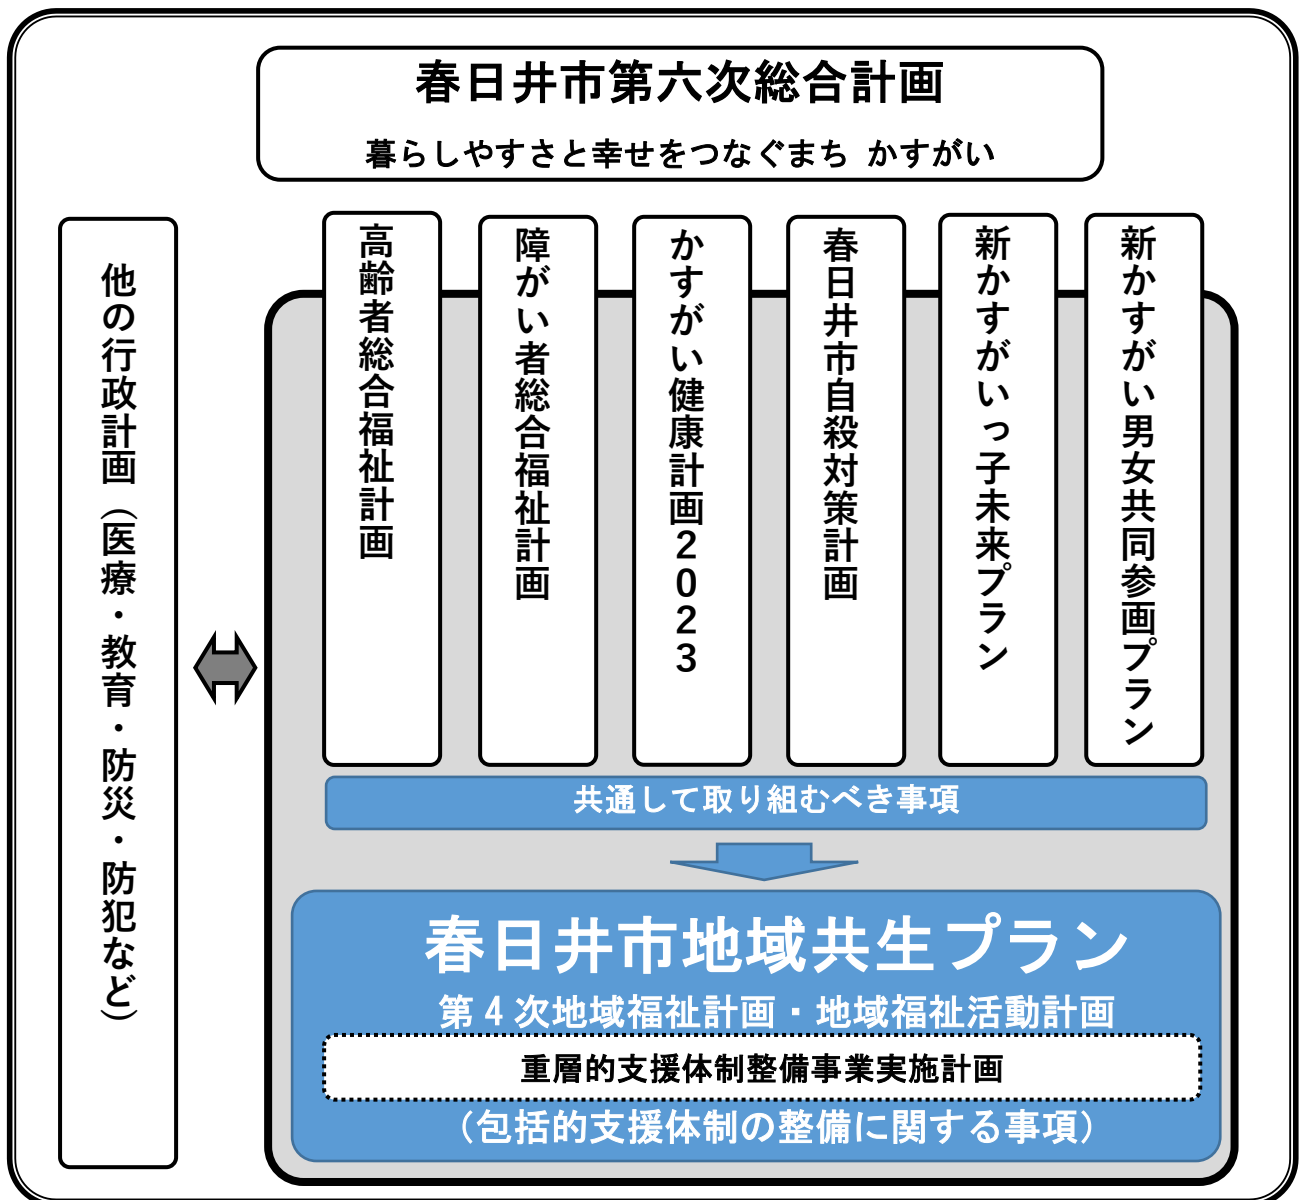 春日井市第六次総合計画
暮らしやすさと幸せをつなぐまち かすがい
他の行政計画（医療・教育・防災・防犯など）
高齢者総合福祉計画
障がい者総合福祉計画
かすがい健康計画2023
春日井市自殺対策計画
新かすがいっ子未来プラン
新かすがい男女共同参画プラン
共通して取り組むべき事項
春日井市地域共生プラン
第４次地域福祉計画・地域福祉活動計画
重層的支援体制整備事業実施計画
（包括的支援体制の整備に関する事項）